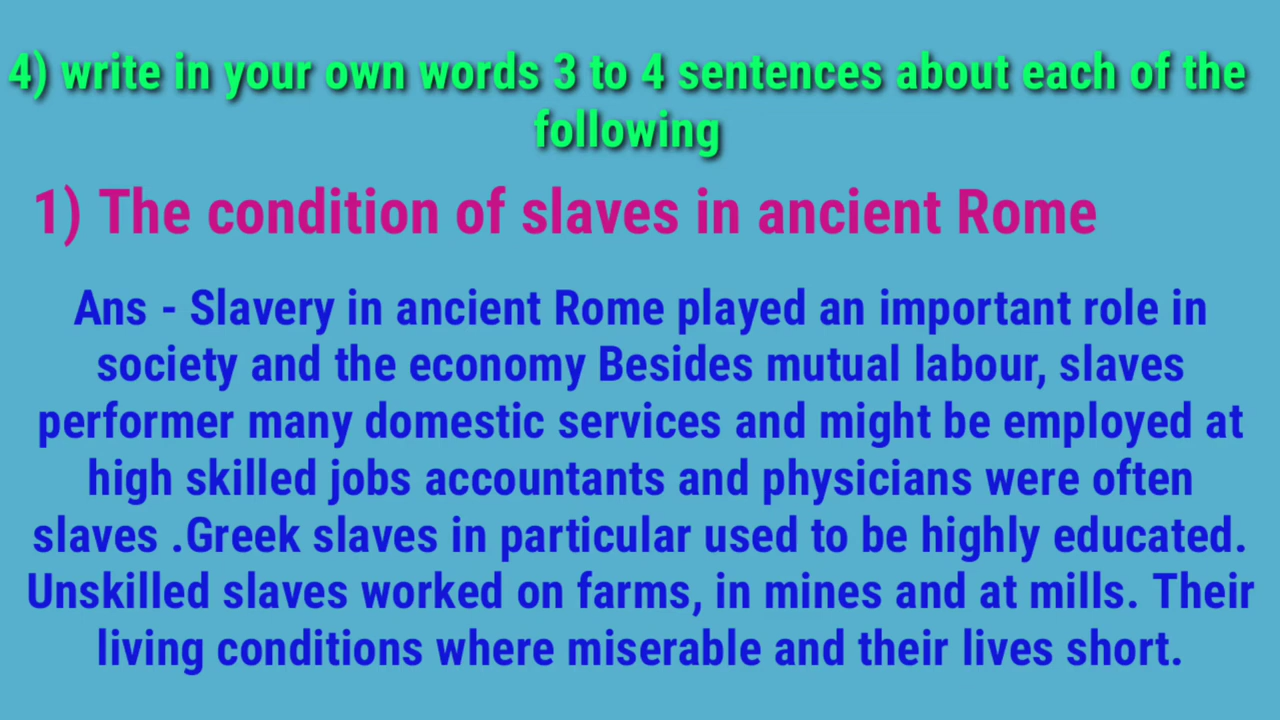 4) write in your own words 3 to 4 sentences about each of the
following
1) The condition of slaves in ancient Rome
Ans - Slavery in ancient Rome played an important role in
society and the economy Besides mutual labour, slaves
performer many domestic services and might be employed at
high skilled jobs accountants and physicians were often
slaves .Greek slaves in particular used to be highly educated.
Unskilled slaves worked on farms, in mines and at mills. Their
living conditions where miserable and their lives short.